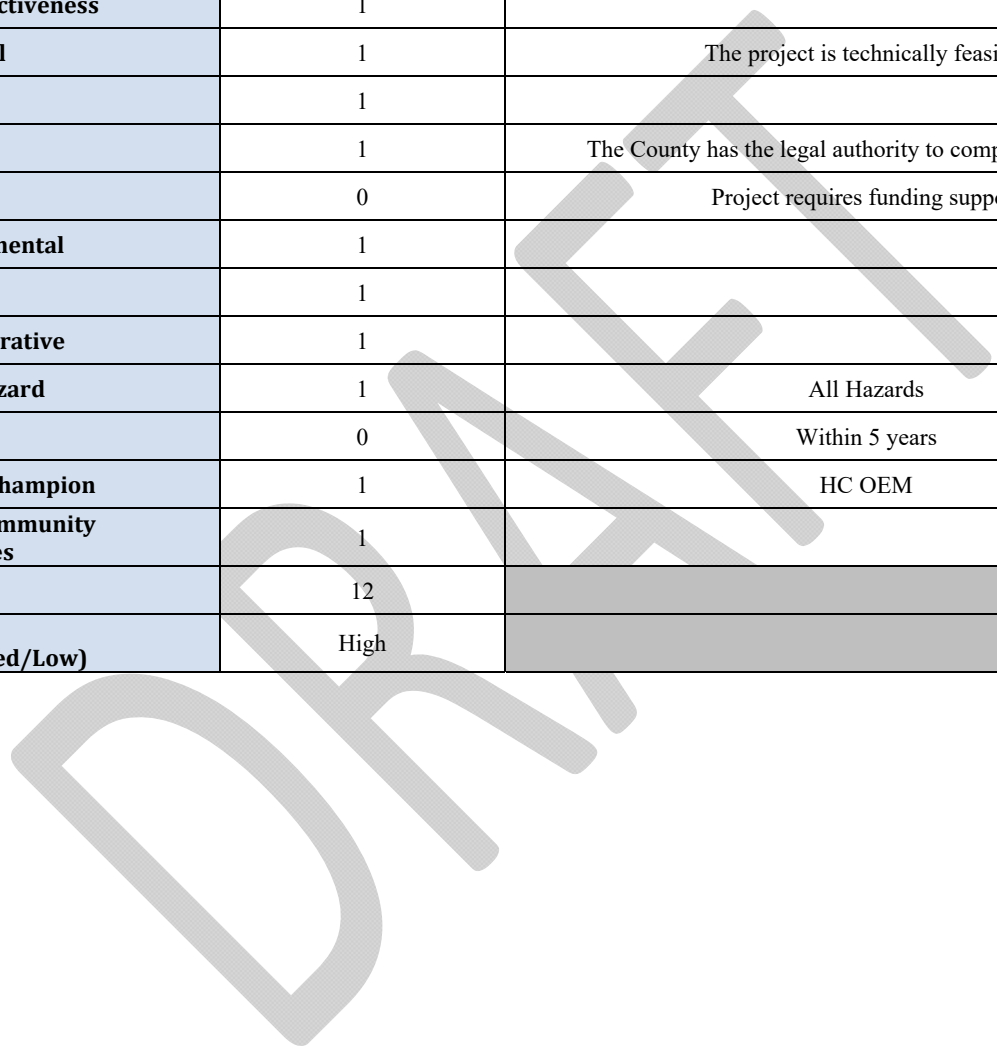 ctiveness 1
l 1 The project is technically feasi
1
1 The County has the legal authority to comp
0 Project requires funding suppo
nental 1
1
rative 1
zard 1 All Hazards
0 Within 5 years
hampion 1 HC OEM
mmunity
es 1
12
ed/Low) High
DRAFT